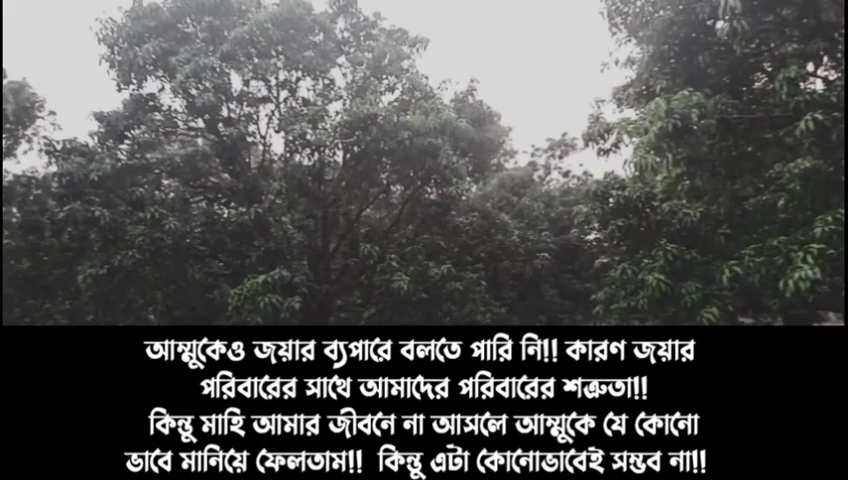 আম্মুকেও জয়ার ব্যপারে বলতে পারি নি!! কারণ জয়ার
পরিবারের সাথে আমাদের পরিবারের শত্রুতা!!
কিন্তু মাহি আমার জীবনে না আসলে আম্মুকে যে কোনো
ভাবে মানিয়ে ফেলতাম!! কিন্তু এটা কোনোভাবেই সম্ভব না!!